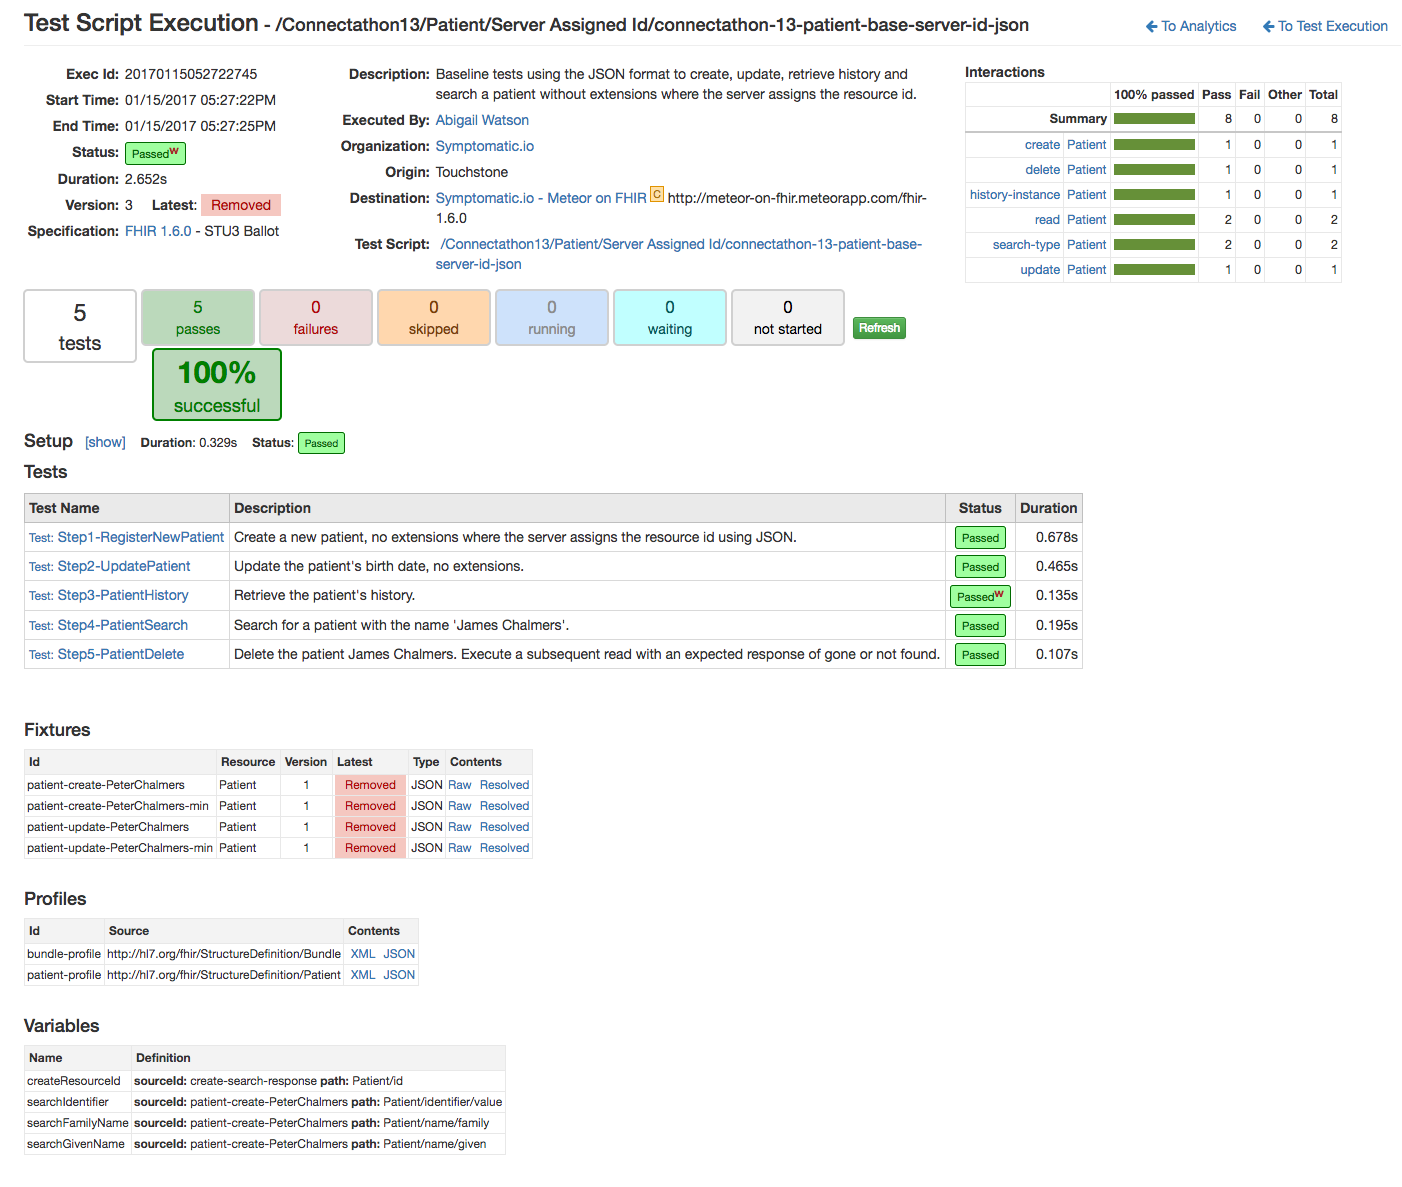 Test Script Execution - /Connectathon13/Patient/Server Assigned Id/connectathon-13-patient-base-server-id-json
To Analytics To Test Execution
Exec Id: 20170115052722745
Start Time: 01/15/2017 05:27:22PM
End Time: 01/15/2017 05:27:25PM
Status: PassedW
Duration: 2.652s
Version: 3 Latest: Removed
Specification: FHIR 1.6.0 - STU3 Ballot
Description: Baseline tests using the JSON format to create, update, retrieve history and
search a patient without extensions where the server assigns the resource id.
Executed By: Abigail Watson
Organization: Symptomatic.io
Origin: Touchstone
Destination: Symptomatic.io - Meteor on FHIR C http://meteor-on-fhir.meteorapp.com/fhir-
1.6.0
Test Script: /Connectathon13/Patient/Server Assigned Id/connectathon-13-patient-base-
server-id-json
Interactions
100% passed Pass Fail Other Total
Summary 8 0 0 8
create Patient 1 0 0 1
delete Patient 1 0 0 1
history-instance Patient 1 0 0 1
read Patient 2 0 0 2
search-type Patient 2 0 0 2
update Patient 1 0 0 1
5 tests
5 passes
0 failures
0 skipped
0 running
0 waiting
0 not started
Refresh
100%
successful
Setup [show] Duration: 0.329s Status: Passed
Tests
Test Name Description Status Duration
Test: Step1-RegisterNewPatient Create a new patient, no extensions where the server assigns the resource id using JSON. Passed 0.678s
Test: Step2-UpdatePatient Update the patient's birth date, no extensions. Passed 0.465s
Test: Step3-PatientHistory Retrieve the patient's history. PassedW 0.135s
Test: Step4-PatientSearch Search for a patient with the name 'James Chalmers'. Passed 0.195s
Test: Step5-PatientDelete Delete the patient James Chalmers. Execute a subsequent read with an expected response of gone or not found. Passed 0.107s
Fixtures
Id Resource Version Latest Type Contents
patient-create-PeterChalmers Patient 1 Removed JSON Raw Resolved
patient-create-PeterChalmers-min Patient 1 Removed JSON Raw Resolved
patient-update-PeterChalmers Patient 1 Removed JSON Raw Resolved
patient-update-PeterChalmers-min Patient 1 Removed JSON Raw Resolved
Profiles
Id Source Contents
bundle-profile http://hl7.org/fhir/StructureDefinition/Bundle XML JSON
patient-profile http://hl7.org/fhir/StructureDefinition/Patient XML JSON
Variables
Name Definition
createResourceId sourceId: create-search-response path: Patient/id
searchIdentifier sourceId: patient-create-PeterChalmers path: Patient/identifier/value
searchFamilyName sourceId: patient-create-PeterChalmers path: Patient/name/family
searchGivenName sourceId: patient-create-PeterChalmers path: Patient/name/given